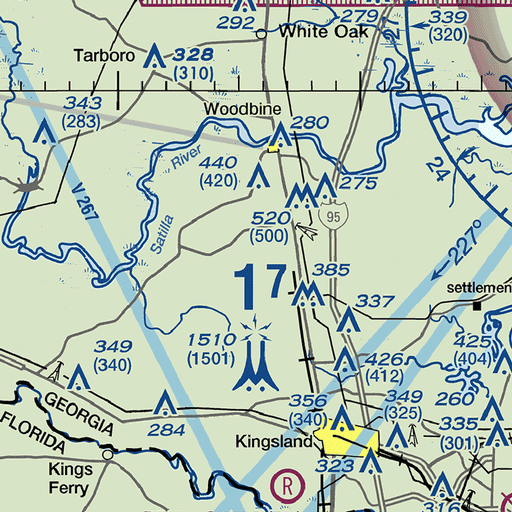 292
279
339
(320)
White Oak
Tarboro
328
(310)
Woodbine
343
(283)
280
River
440
(420)
275
24
V 267
520
(500)
95
Satilla
227°
17
385
settlement
337
1510
(1501)
349
(340)
425
(404)
426
(412)
356
(340)
349
(325)
260
GEORGIA
FLORIDA
284
335
(301)
Kingsland
Kings
Ferry
323
R
316